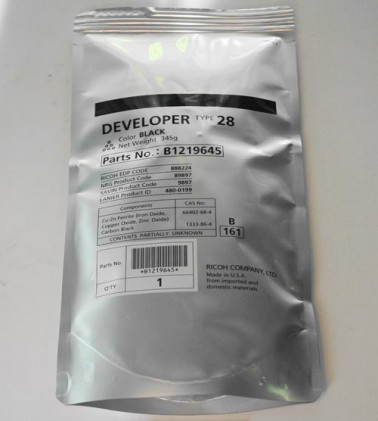 DEVELOPER TYPE 28
Color BLACK
Net Weight 345g
Parts No.: B1219645
RICOH EDP CODE 888224
NRG Product Code 89897
SAVIN Product Code 9897
LANIER Product ID 480-0199
Components CAS No.
Cu-Zn Ferrite (Iron Oxide, 66402-68-4
Copper Oxide, Zinc Oxide)
Carbon Black 1333-86-4
CONTENTS PARTIALLY UNKNOWN
B
161
Parts No.
*B1219645*
Q'TY 1
RICOH COMPANY, LTD.
Made in U.S.A.
from imported and
domestic materials